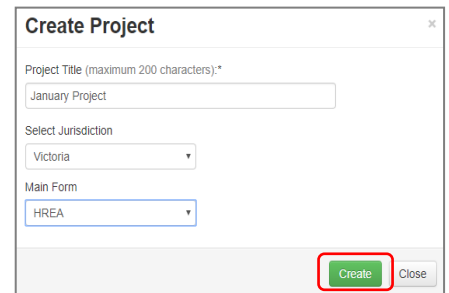 Create Project ×
Project Title (maximum 200 characters):*
January Project
Select Jurisdiction
Victoria
Main Form
HREA
Create Close